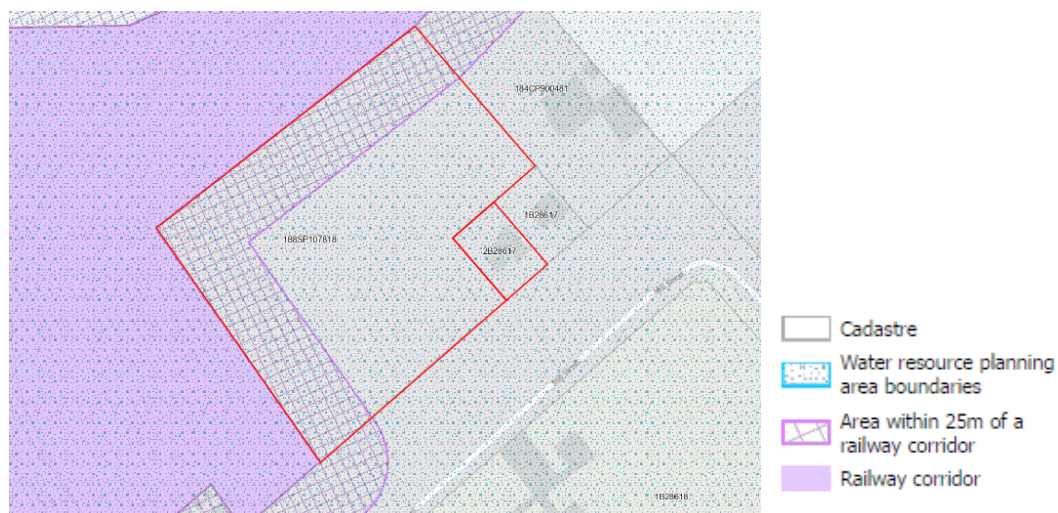 184CP900481
1B28617
188SP107818
2B28617
1B28618
Cadastre
Water resource planning
area boundaries
Area within 25m of a
railway corridor
Railway corridor